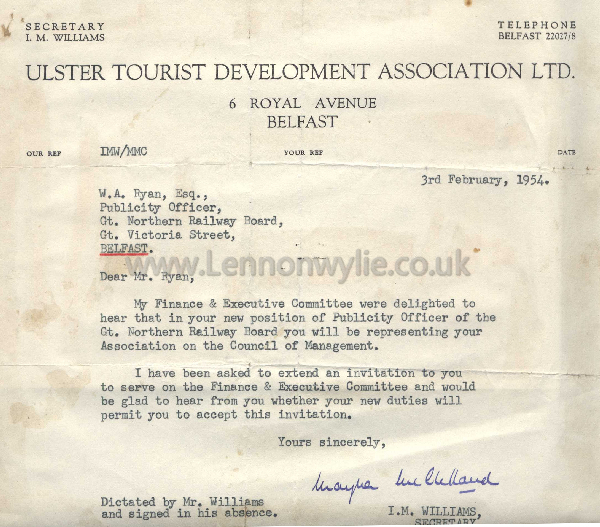 SECRETARY
I. M. WILLIAMS
TELEPHONE
BELFAST 22027/8
ULSTER TOURIST DEVELOPMENT ASSOCIATION LTD.
6 ROYAL AVENUE
BELFAST
OUR REF IMW/MMC YOUR REF DATE
3rd February, 1954.
W.A. Ryan, Esq.,
Publicity Officer,
Gt. Northern Railway Board,
Gt. Victoria Street,
BELFAST.
www.Lennonwylie.co.uk
Dear Mr. Ryan,
My Finance & Executive Committee were delighted to
hear that in your new position of Publicity Officer of the
Gt. Northern Railway Board you will be representing your
Association on the Council of Management.
I have been asked to extend an invitation to you
to serve on the Finance & Executive Committee and would
be glad to hear from you whether your new duties will
permit you to accept this invitation.
Yours sincerely,
McClelland
Dictated by Mr. Williams
and signed in his absence.
I.M. WILLIAMS,
SECRETARY